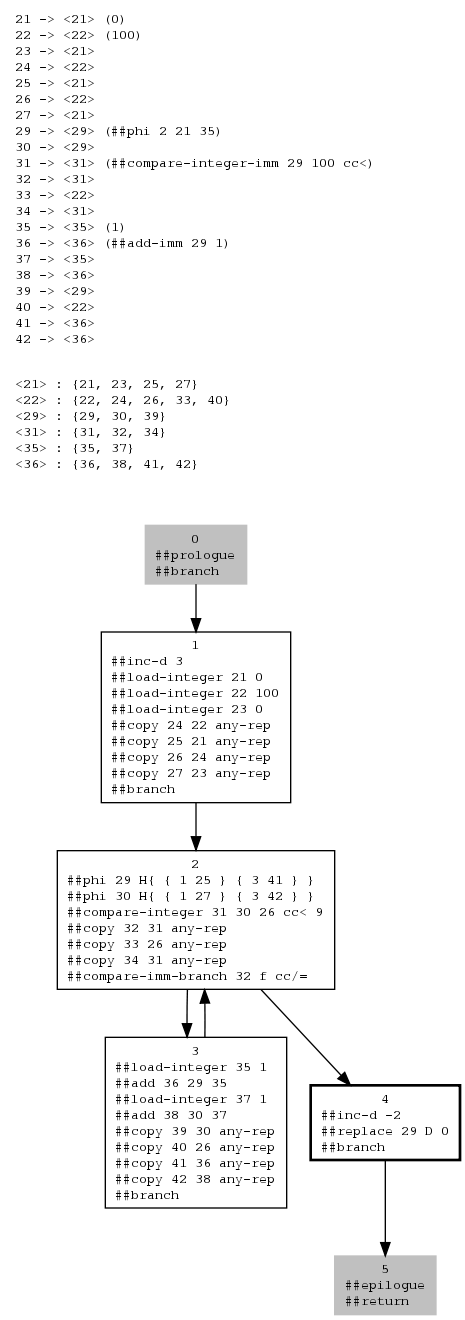 21 -> <21> (0)
22 -> <22> (100)
23 -> <21>
24 -> <22>
25 -> <21>
26 -> <22>
27 -> <21>
29 -> <29> (##phi 2 21 35)
30 -> <29>
31 -> <31> (##compare-integer-imm 29 100 cc<)
32 -> <31>
33 -> <22>
34 -> <31>
35 -> <35> (1)
36 -> <36> (##add-imm 29 1)
37 -> <35>
38 -> <36>
39 -> <29>
40 -> <22>
41 -> <36>
42 -> <36>
<21> : {21, 23, 25, 27}
<22> : {22, 24, 26, 33, 40}
<29> : {29, 30, 39}
<31> : {31, 32, 34}
<35> : {35, 37}
<36> : {36, 38, 41, 42}
0
##prologue
##branch
1
##inc-d 3
##load-integer 21 0
##load-integer 22 100
##load-integer 23 0
##copy 24 22 any-rep
##copy 25 21 any-rep
##copy 26 24 any-rep
##copy 27 23 any-rep
##branch
2
##phi 29 H{ { 1 25 } { 3 41 } }
##phi 30 H{ { 1 27 } { 3 42 } }
##compare-integer 31 30 26 cc< 9
##copy 32 31 any-rep
##copy 33 26 any-rep
##copy 34 31 any-rep
##compare-imm-branch 32 f cc/=
3
##load-integer 35 1
##add 36 29 35
##load-integer 37 1
##add 38 30 37
##copy 39 30 any-rep
##copy 40 26 any-rep
##copy 41 36 any-rep
##copy 42 38 any-rep
##branch
4
##inc-d -2
##replace 29 D 0
##branch
5
##epilogue
##return